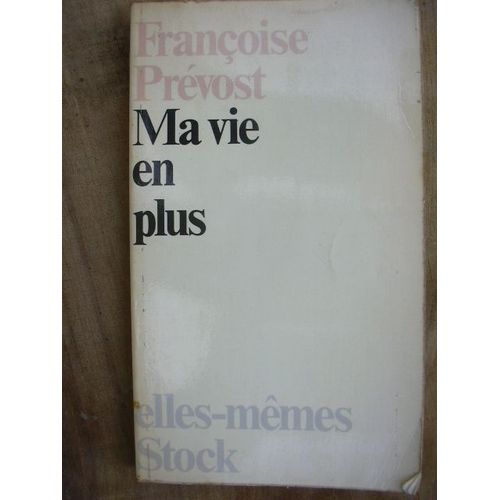 Françoise
Prévost
Ma vie
en
plus
elles-mêmes
Stock